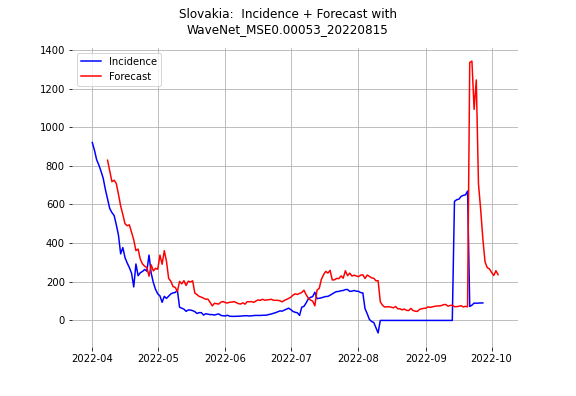 Slovakia:  Incidence + Forecast with
WaveNet_MSE0.00053_20220815
Incidence
Forecast
1400
1200
1000
800
600
400
200
0
2022-04 2022-05 2022-06 2022-07 2022-08 2022-09 2022-10